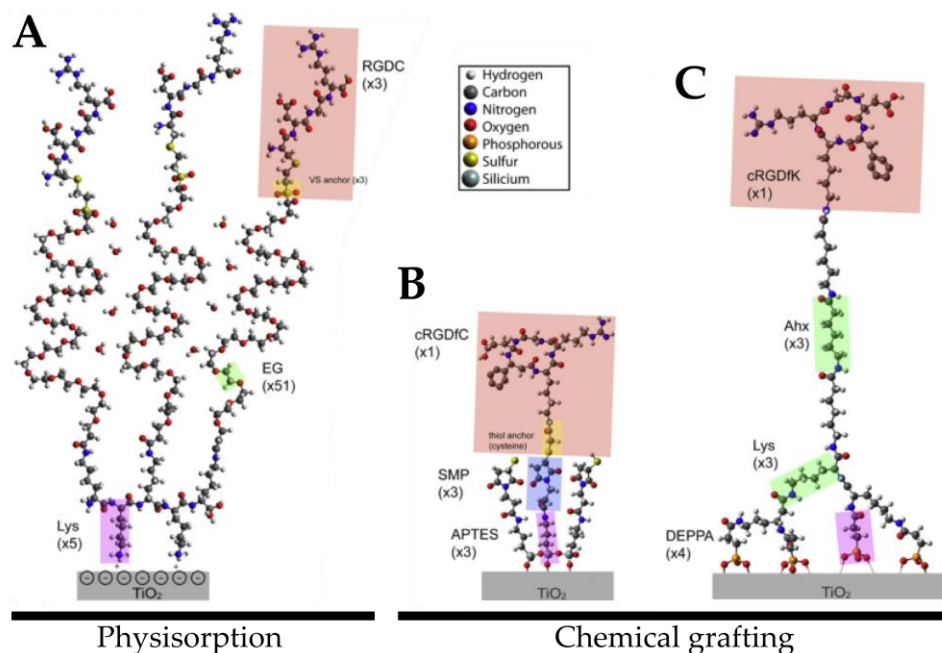 A
RGDC
(x3)
VS anchor (x3)
EG
(x51)
Lys
(x5)
+
+
TiO₂
Physisorption
Hydrogen
Carbon
Nitrogen
Oxygen
Phosphorous
Sulfur
Silicium
B
cRGDfC
(x1)
thiol anchor
(cysteine)
SMP
(x3)
APTES
(x3)
TiO₂
C
cRGDfK
(x1)
Ahx
(x3)
Lys
(x3)
DEPPA
(x4)
TiO₂
Chemical grafting